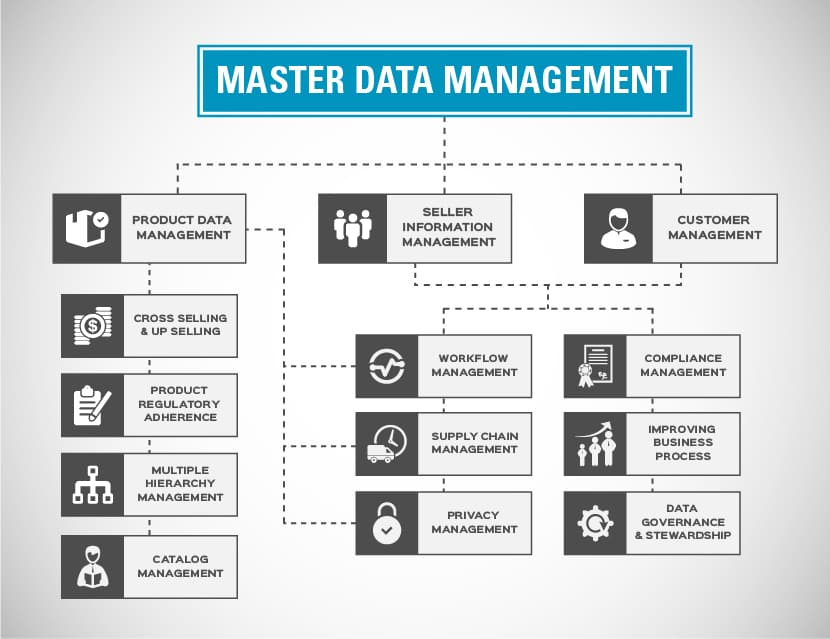 MASTER DATA MANAGEMENT
PRODUCT DATA
MANAGEMENT
SELLER
INFORMATION
MANAGEMENT
CUSTOMER
MANAGEMENT
CROSS SELLING
& UP SELLING
PRODUCT
REGULATORY
ADHERENCE
MULTIPLE
HIERARCHY
MANAGEMENT
CATALOG
MANAGEMENT
WORKFLOW
MANAGEMENT
SUPPLY CHAIN
MANAGEMENT
PRIVACY
MANAGEMENT
COMPLIANCE
MANAGEMENT
IMPROVING
BUSINESS
PROCESS
DATA
GOVERNANCE
& STEWARDSHIP